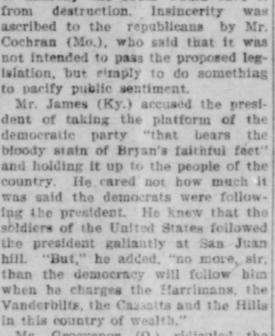 from destruction. Insincerity was
ascribed to the republicans by Mr.
Cochran (Mo.), who said that it was
not intended to pass the proposed leg-
islation, but simply to do something
to pacify public sentiment.
Mr. James (Ky.) accused the presi-
dent of taking the platform of the
democratic party "that bears the
bloody stain of Bryan's faithful feet"
and holding it up to the people of the
country. He cared not how much it
was said the democrats were follow-
ing the president. He knew that the
soldiers of the United States followed
the president galiantly at San Juan
hill. "But," he added, "no more, sir,
than the democracy will follow him
when he charges the Harrimans, the
Vanderbilts, the Cassatts and the Hills
in this country of wealth."
Mr. Grosvenor (O.) ridiculed the